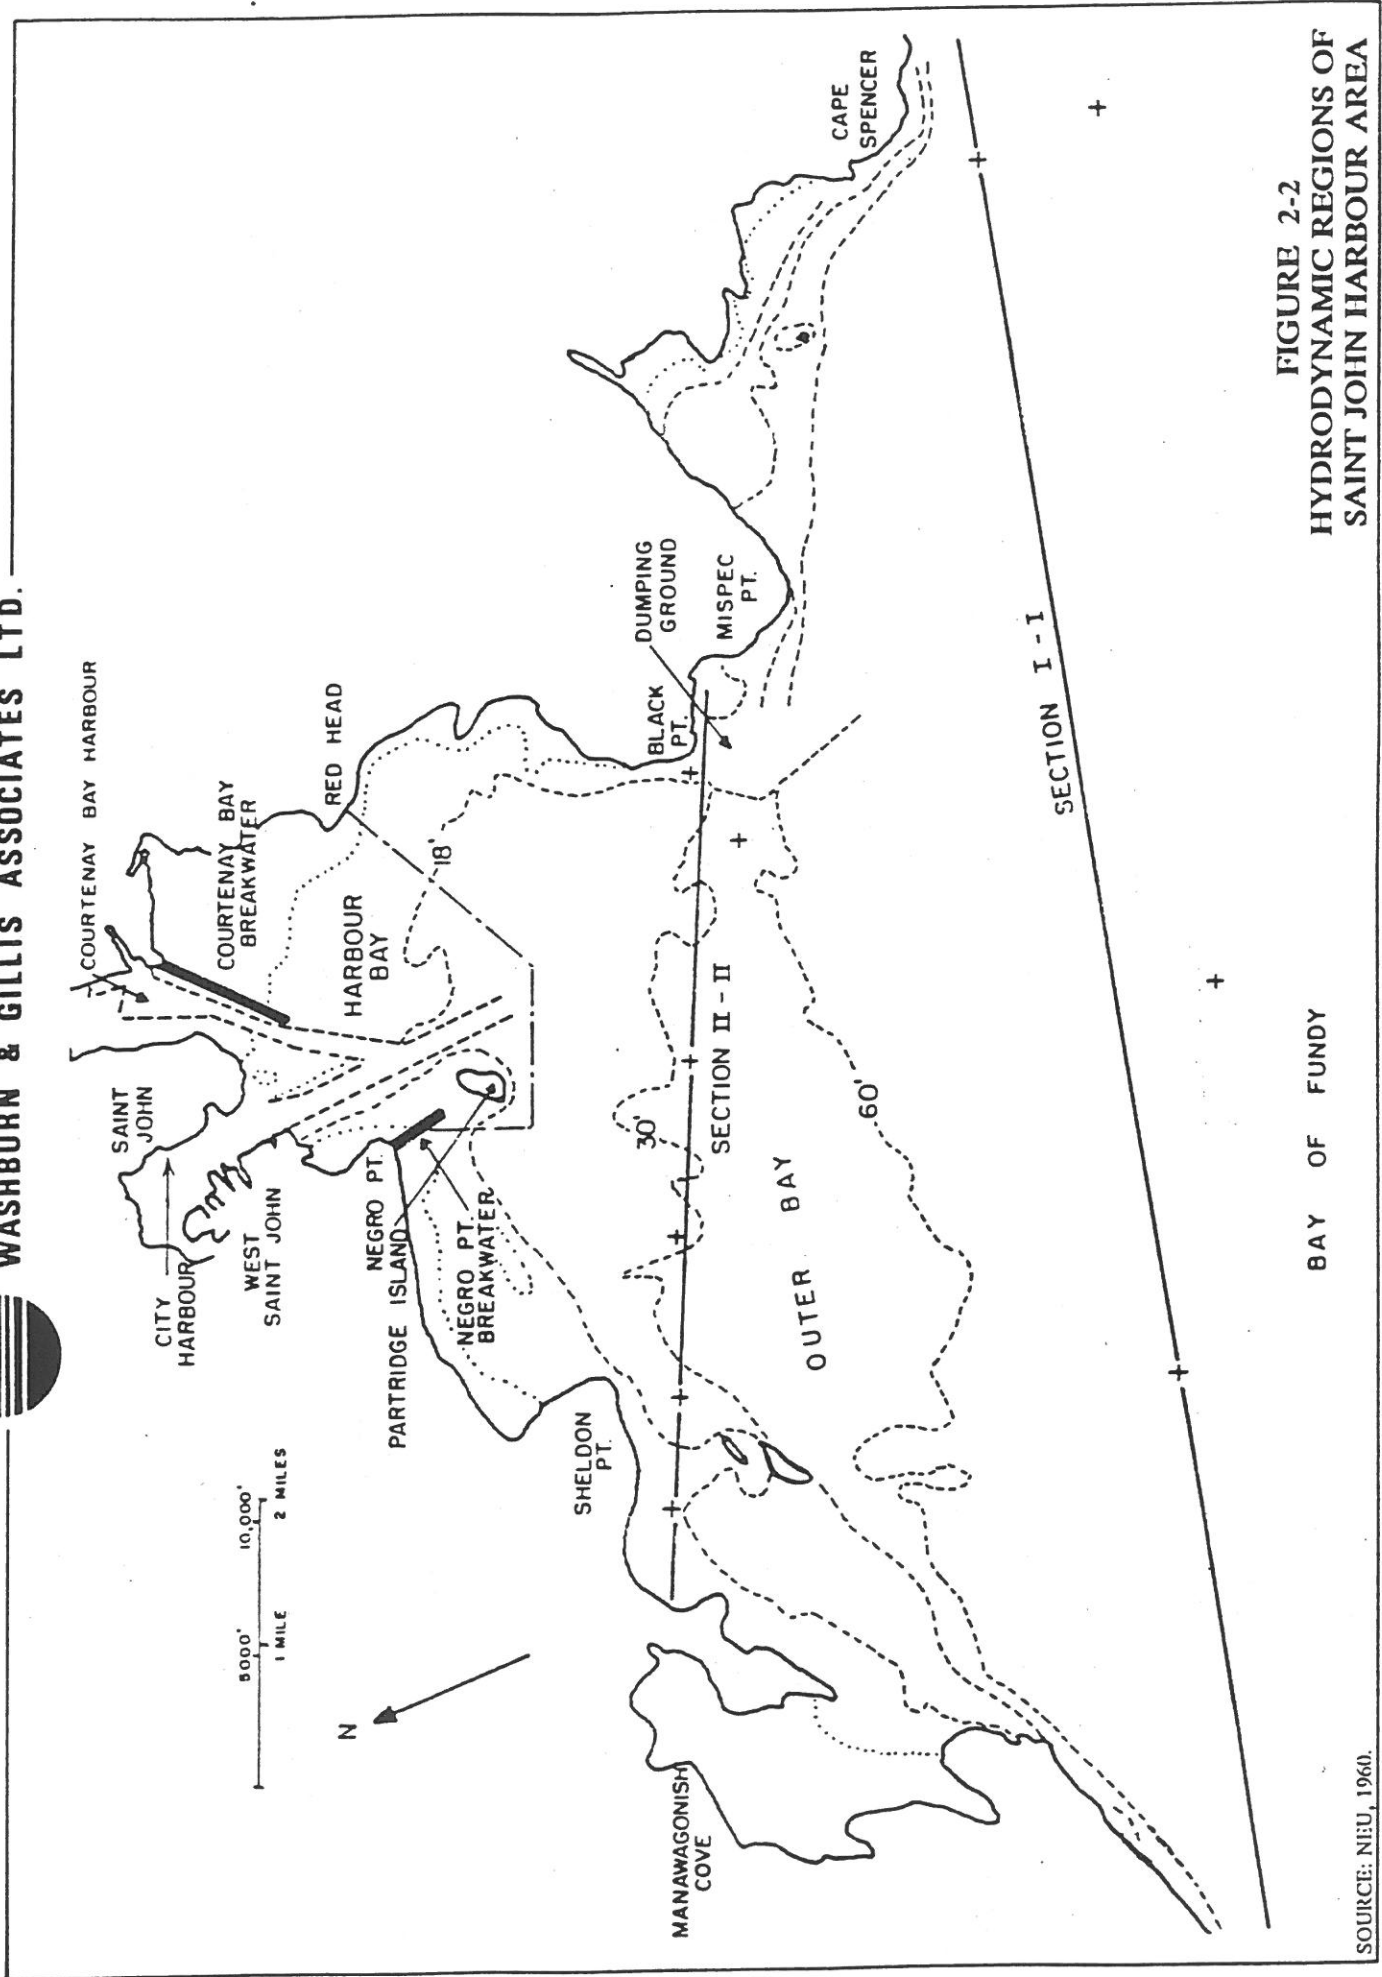 WASHBURN & GILLIS ASSOCIATES LTD.
N
5000'
10,000'
1 MILE
2 MILES
COURTENAY BAY HARBOUR
SAINT
JOHN
CITY
HARBOUR
WEST
SAINT JOHN
COURTENAY BAY
BREAKWATER
RED HEAD
HARBOUR
BAY
18'
NEGRO PT.
PARTRIDGE ISLAND
NEGRO PT.
BREAKWATER
SHELDON
PT.
MANAWAGONISH
COVE
BLACK
PT.
DUMPING
GROUND
MISPEC
PT.
CAPE
SPENCER
30'
SECTION II - II
60'
OUTER BAY
SECTION I - I
BAY OF FUNDY
FIGURE 2-2
HYDRODYNAMIC REGIONS OF
SAINT JOHN HARBOUR AREA
SOURCE: NEU, 1960.